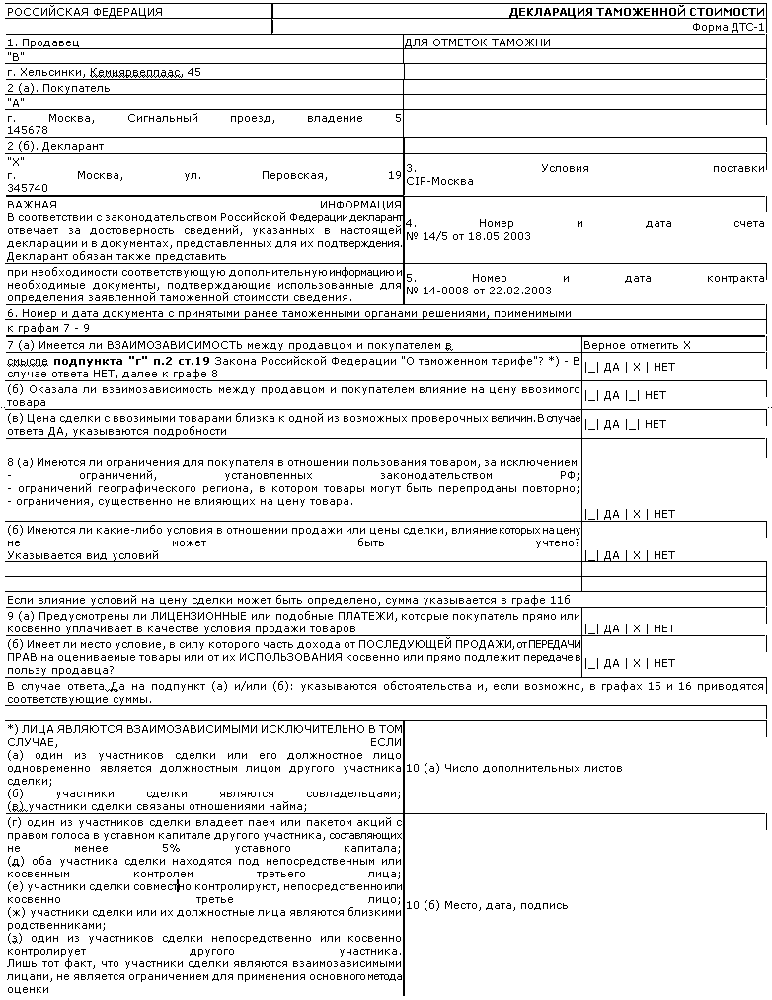 РОССИЙСКАЯ ФЕДЕРАЦИЯ
ДЕКЛАРАЦИЯ ТАМОЖЕННОЙ СТОИМОСТИ
Форма ДТС-1
1. Продавец
ДЛЯ ОТМЕТОК ТАМОЖНИ
"В"
г. Хельсинки, Кемиярвеплаас, 45
2 (а). Покупатель
"А"
г. Москва, Сигнальный проезд, владение 5
145678
2 (б). Декларант
"Х"
г. Москва, ул. Перовская, 19
345740
3. Условия поставки
CIP-Москва
ВАЖНАЯ ИНФОРМАЦИЯ
В соответствии с законодательством Российской Федерации декларант
отвечает за достоверность сведений, указанных в настоящей
декларации и в документах, представленных для их подтверждения.
Декларант обязан также представить
4. Номер и дата счета
№ 14/5 от 18.05.2003
при необходимости соответствующую дополнительную информацию и
необходимые документы, подтверждающие использованные для
определения заявленной таможенной стоимости сведения.
5. Номер и дата контракта
№ 14-0008 от 22.02.2003
6. Номер и дата документа с принятыми ранее таможенными органами решениями, применимыми
к графам 7 - 9
7 (а) Имеется ли ВЗАИМОЗАВИСИМОСТЬ между продавцом и покупателем в
Верное отметить Х
смысле подпункта "г" п.2 ст.19 Закона Российской Федерации "О таможенном тарифе"? *) - В
случае ответа НЕТ, далее к графе 8
|_| ДА | Х | НЕТ
(б) Оказала ли взаимозависимость между продавцом и покупателем влияние на цену ввозимого
товара
|_| ДА |_| НЕТ
(в) Цена сделки с ввозимыми товарами близка к одной из возможных проверочных величин. В случае
ответа ДА, указываются подробности
|_| ДА |_| НЕТ
8 (а) Имеются ли ограничения для покупателя в отношении пользования товаром, за исключением:
- ограничений, установленных законодательством РФ;
- ограничений географического региона, в котором товары могут быть перепроданы повторно;
- ограничения, существенно не влияющих на цену товара.
|_| ДА | Х | НЕТ
(б) Имеются ли какие-либо условия в отношении продажи или цены сделки, влияние которых на цену
не может быть учтено?
Указывается вид условий
|_| ДА | Х | НЕТ
Если влияние условий на цену сделки может быть определено, сумма указывается в графе 11б
9 (а) Предусмотрены ли ЛИЦЕНЗИОННЫЕ или подобные ПЛАТЕЖИ, которые покупатель прямо или
косвенно уплачивает в качестве условия продажи товаров
|_| ДА | Х | НЕТ
(б) Имеет ли место условие, в силу которого часть дохода от ПОСЛЕДУЮЩЕЙ ПРОДАЖИ, от ПЕРЕДАЧИ
ПРАВ на оцениваемые товары или от их ИСПОЛЬЗОВАНИЯ косвенно или прямо подлежит передаче в
пользу продавца?
|_| ДА | Х | НЕТ
В случае ответа Да на подпункт (а) и/или (б): указываются обстоятельства и, если возможно, в графах 15 и 16 приводятся
соответствующие суммы.
*) ЛИЦА ЯВЛЯЮТСЯ ВЗАИМОЗАВИСИМЫМИ ИСКЛЮЧИТЕЛЬНО В ТОМ
СЛУЧАЕ, ЕСЛИ
(а) один из участников сделки или его должностное лицо
одновременно является должностным лицом другого участника
сделки;
(б) участники сделки являются совладельцами;
(в) участники сделки связаны отношениями найма;
10 (а) Число дополнительных листов
(г) один из участников сделки владеет паем или пакетом акций с
правом голоса в уставном капитале другого участника, составляющих
не менее 5% уставного капитала;
(д) оба участника сделки находятся под непосредственным или
косвенным контролем третьего лица;
(е) участники сделки совместно контролируют, непосредственно или
косвенно третье лицо;
(ж) участники сделки или их должностные лица являются близкими
родственниками;
(з) один из участников сделки непосредственно или косвенно
контролирует другого участника.
Лишь тот факт, что участники сделки являются взаимозависимыми
лицами, не является ограничением для применения основного метода
оценки
10 (б) Место, дата, подпись